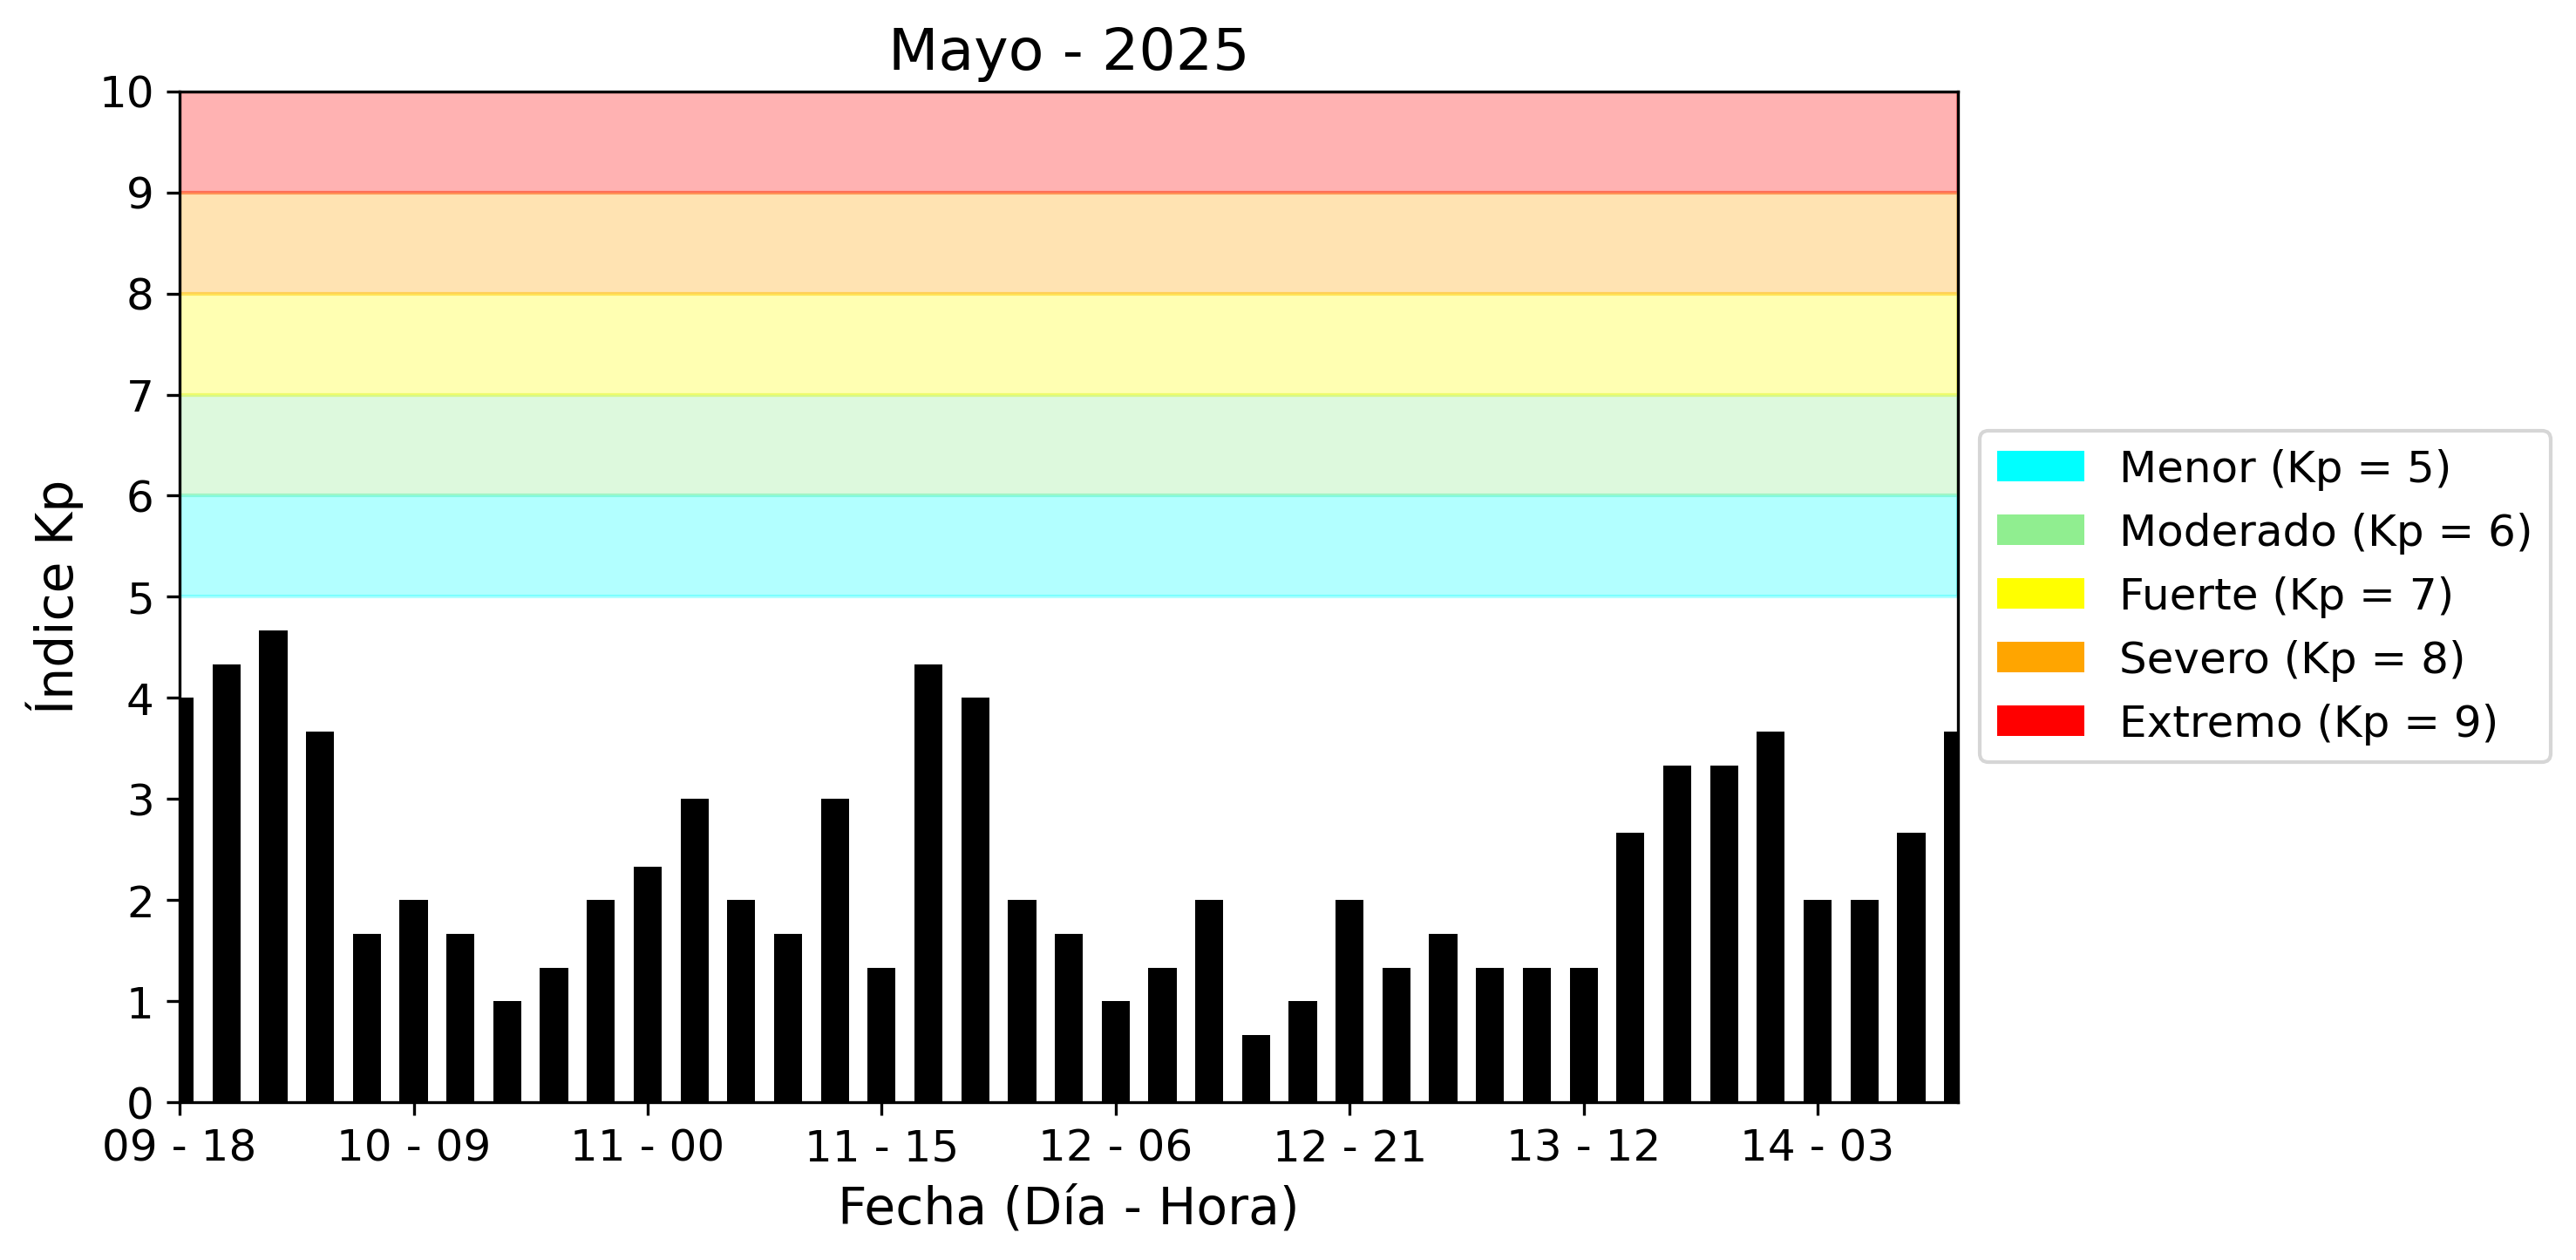 Mayo - 2025
10
9
8
7
6
5
4
3
2
1
0
Índice Kp
09 - 18
10 - 09
11 - 00
11 - 15
12 - 06
12 - 21
13 - 12
14 - 03
Fecha (Día - Hora)
Menor (Kp = 5)
Moderado (Kp = 6)
Fuerte (Kp = 7)
Severo (Kp = 8)
Extremo (Kp = 9)